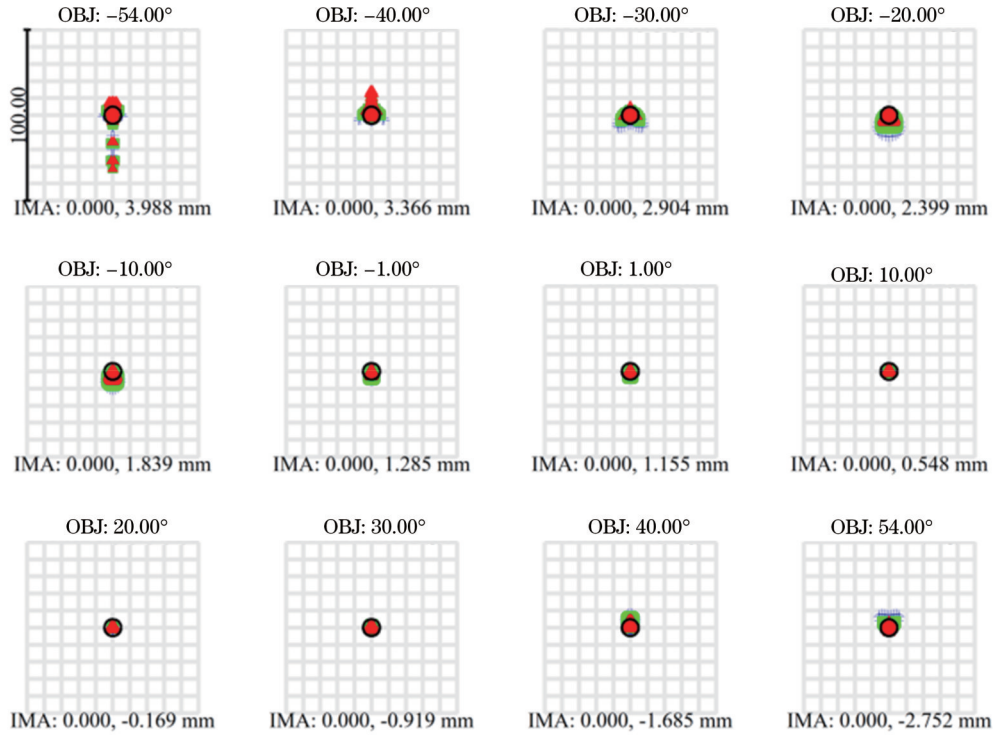 OBJ: −54.00° OBJ: −40.00° OBJ: −30.00° OBJ: −20.00°
100.00
IMA: 0.000, 3.988 mm IMA: 0.000, 3.366 mm IMA: 0.000, 2.904 mm IMA: 0.000, 2.399 mm
OBJ: −10.00° OBJ: −1.00° OBJ: 1.00° OBJ: 10.00°
IMA: 0.000, 1.839 mm IMA: 0.000, 1.285 mm IMA: 0.000, 1.155 mm IMA: 0.000, 0.548 mm
OBJ: 20.00° OBJ: 30.00° OBJ: 40.00° OBJ: 54.00°
IMA: 0.000, -0.169 mm IMA: 0.000, -0.919 mm IMA: 0.000, -1.685 mm IMA: 0.000, -2.752 mm